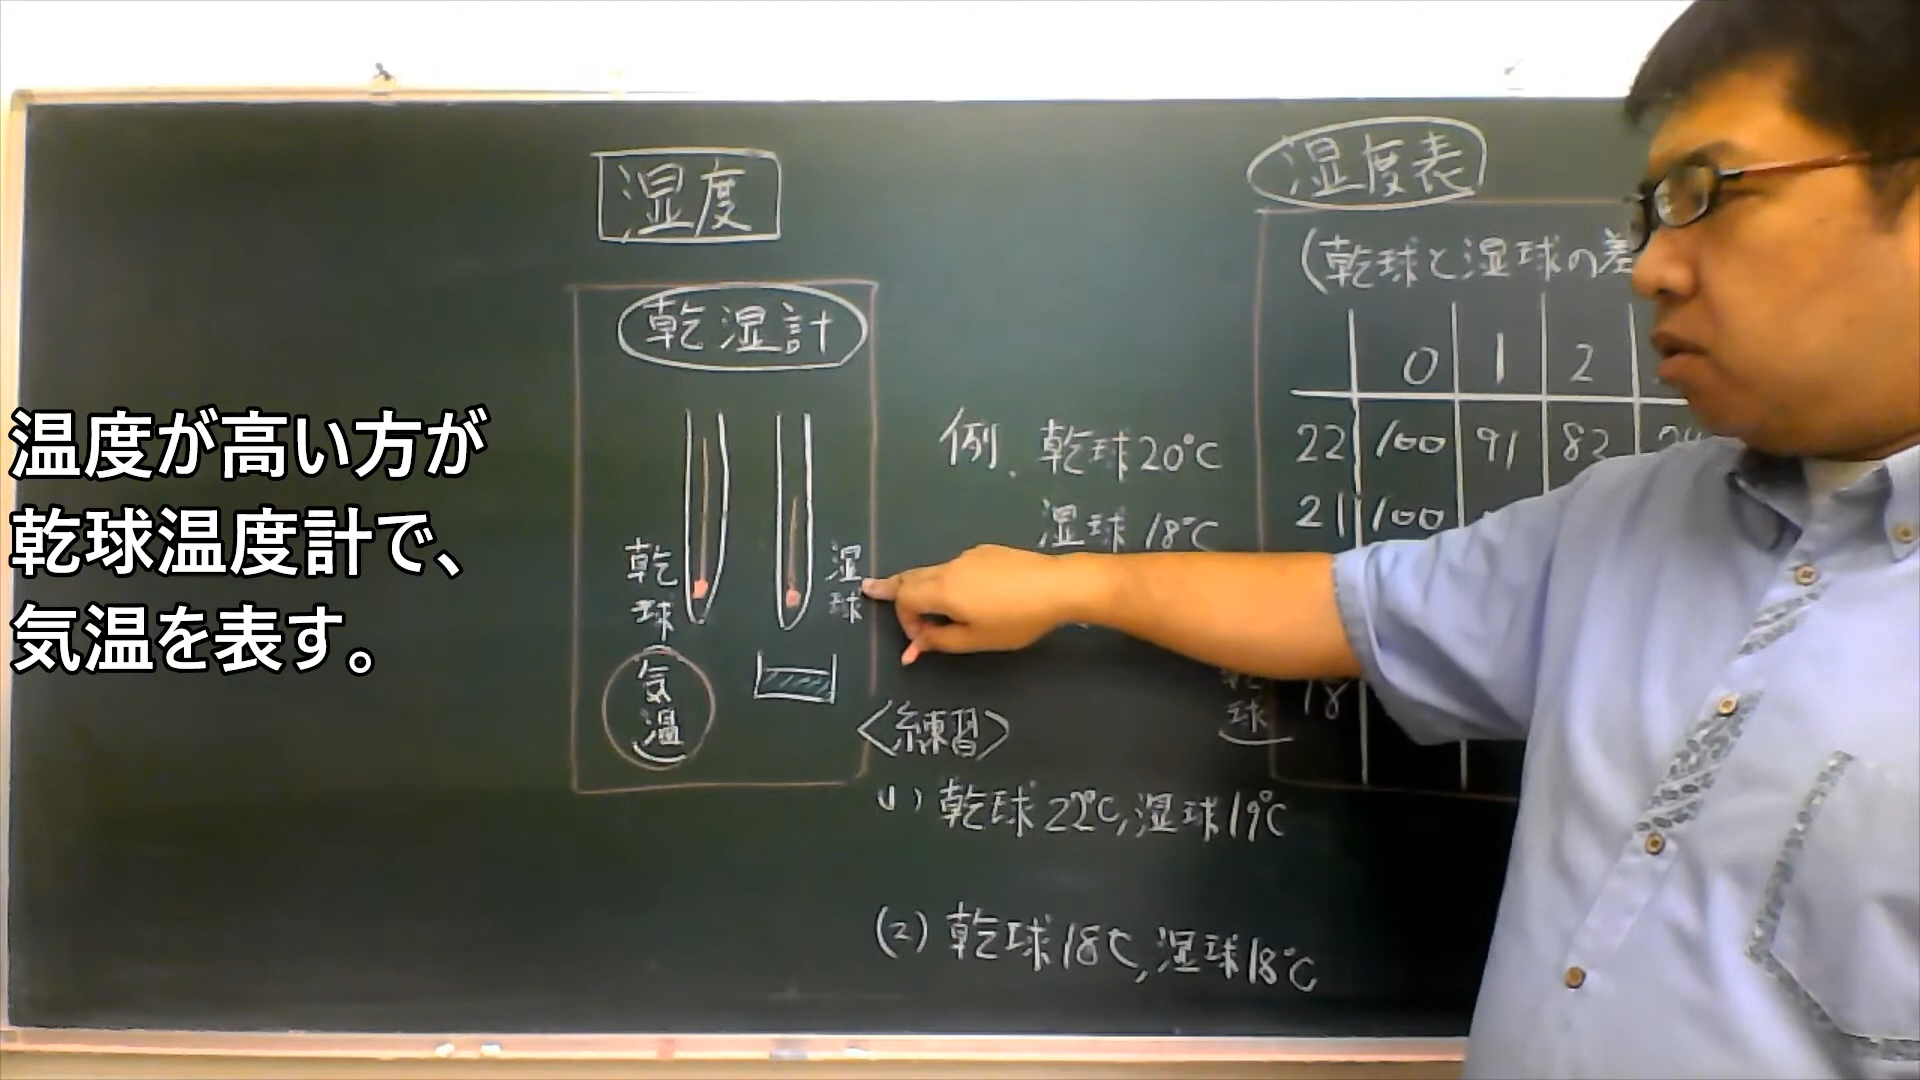 温度が高い方が
乾球温度計で、
気温を表す。
湿度
乾湿計
乾球
気温
湿球
例. 乾球20℃
湿球 18℃
〈練習〉
(1) 乾球22℃,湿球19℃
(2) 乾球18℃,湿球18℃
湿度表
(乾球と湿球の差
0 1 2
22 100 91 82
21 100
18
乾球